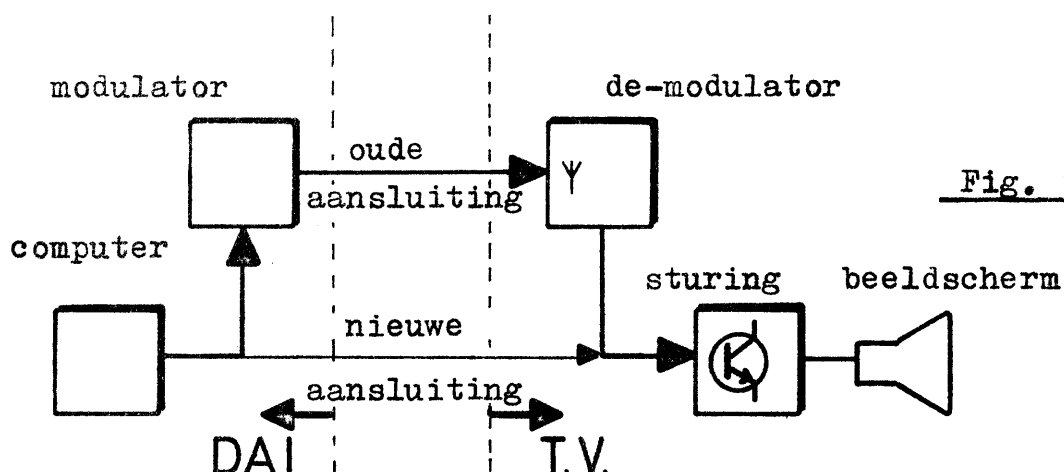 modulator
de-modulator
oude
aansluiting
Fig.
computer
sturing
beeldscherm
nieuwe
aansluiting
DAI
T.V.